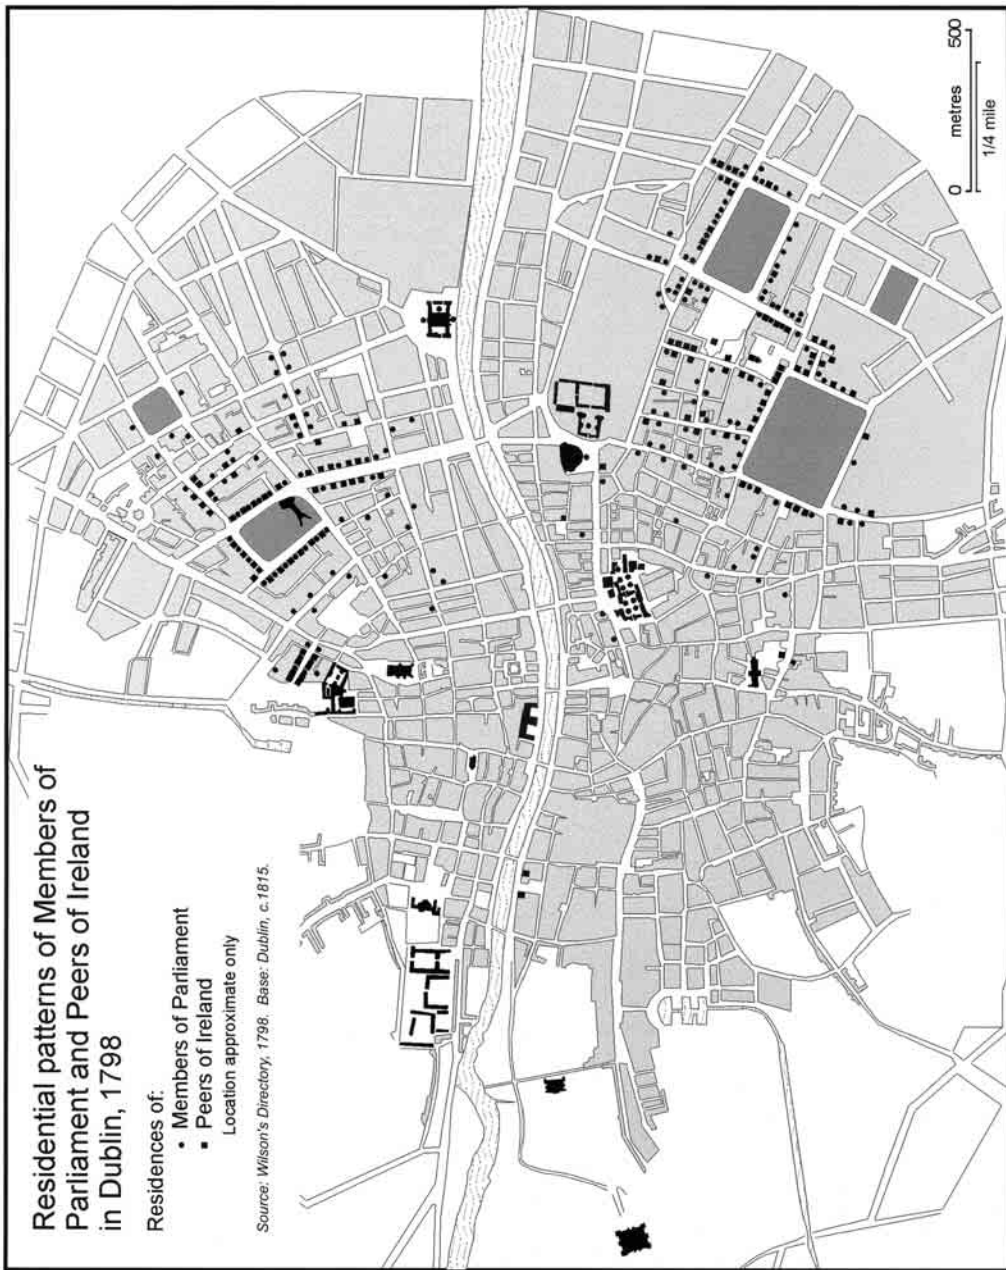 Residential patterns of Members of
Parliament and Peers of Ireland
in Dublin, 1798
Residences of:
Members of Parliament
Peers of Ireland
Location approximate only
Source: Wilson's Directory, 1798. Base: Dublin, c.1815.
0 metres 500
1/4 mile